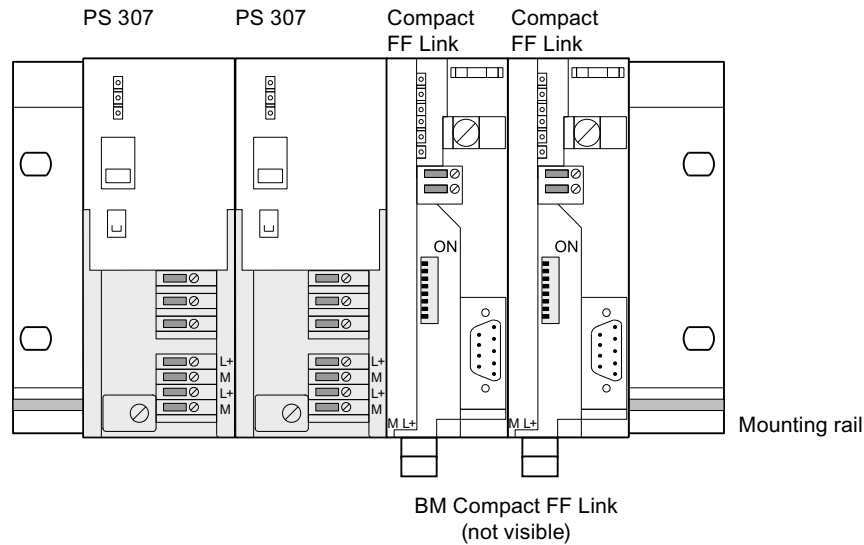 PS 307 PS 307 Compact Compact
FF Link FF Link
ON ON
L+ L+
M M
L+ L+
M M
M L+ M L+
Mounting rail
BM Compact FF Link
(not visible)